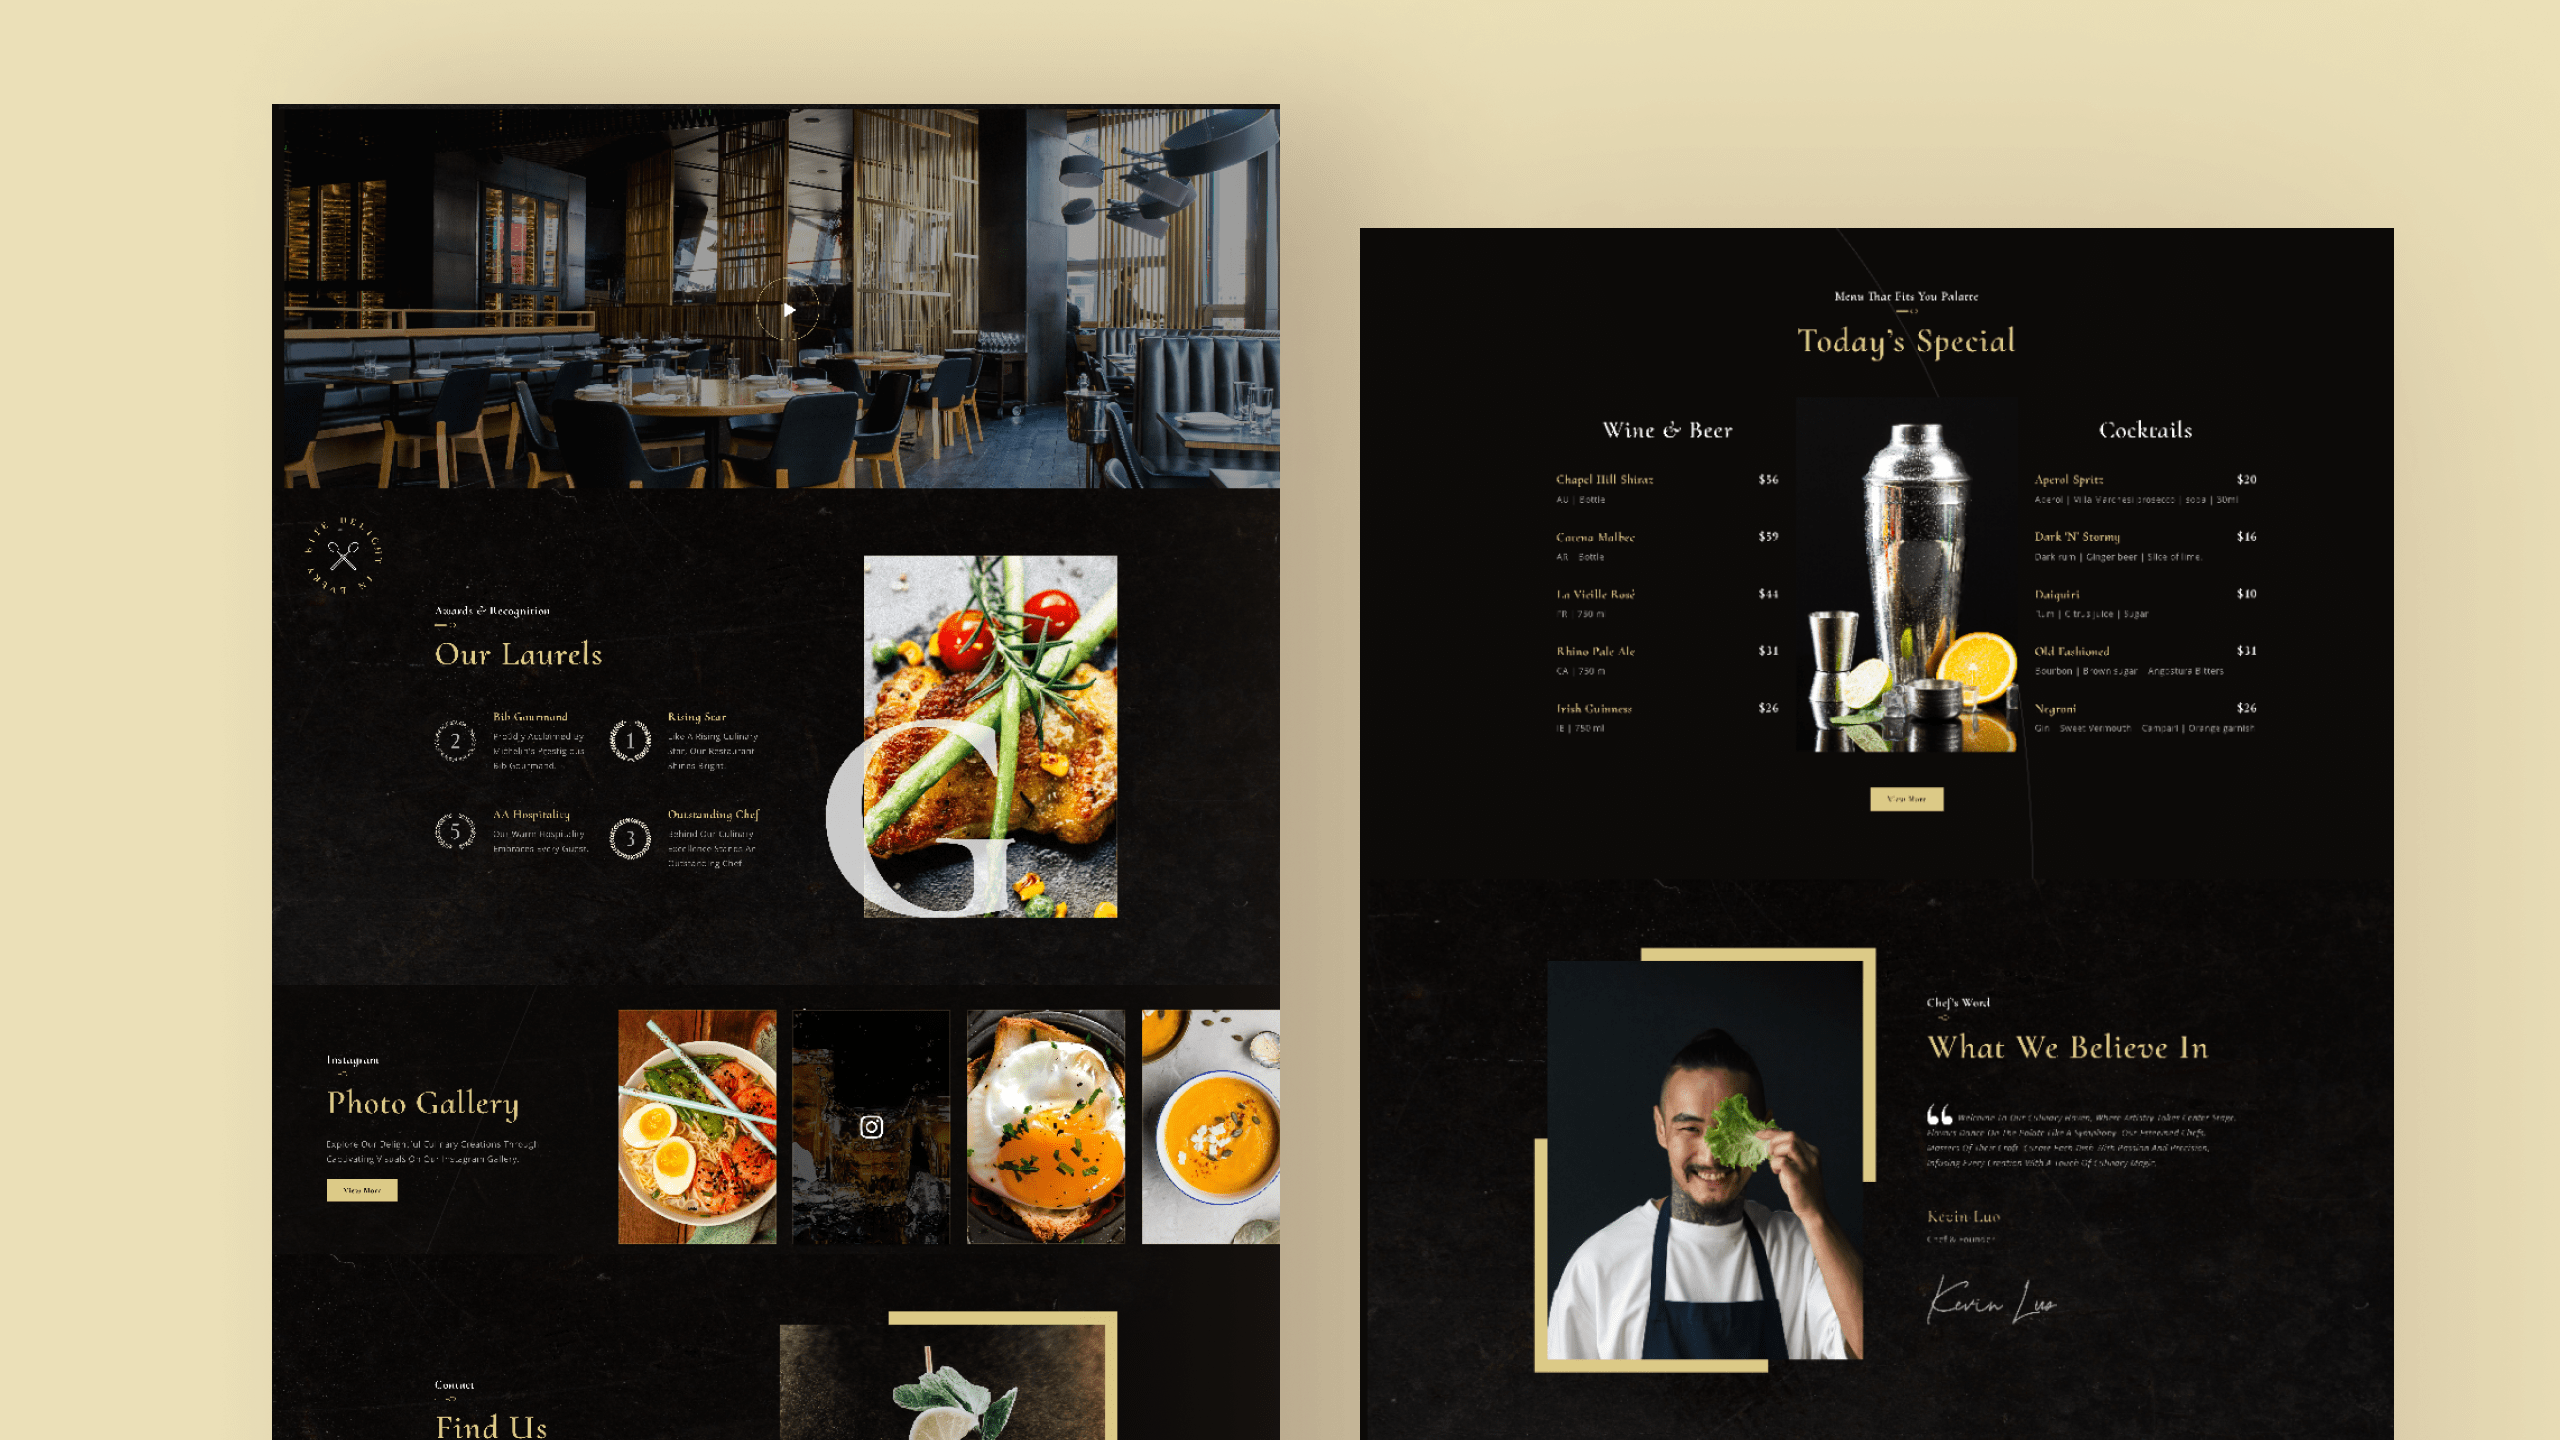 BITE DELIGHT IN EVERY
Awards & Recognition
Our Laurels
2
Bib Gourmand
Proudly Acclaimed by
Michelin's Prestigious
Bib Gourmand.
1
Rising Star
Like A Rising Culinary
Star, Our Restaurant
Shines Bright.
5
AA Hospitality
Our Warm Hospitality
Embraces Every Guest.
3
Outstanding Chef
Behind Our Culinary
Excellence Stands An
Outstanding Chef
G
Instagram
Photo Gallery
Explore Our Delightful Culinary Creations Through
Captivating Visuals On Our Instagram Gallery.
View More
Contact
Find Us
Menu That Fits You Palatte
Today's Special
Wine & Beer
Chapel Hill Shiraz $56
AU | Bottle
Catena Malbec $59
AR Bottle
La Vieille Rosé $44
FR | 750 ml
Rhino Pale Ale $31
CA | 750 m
Irish Guinness $26
IE | 750 ml
Cocktails
Aperol Spritz $20
Aperol | Villa Marchesi prosecco | soda | 30ml
Dark 'N' Stormy $16
Dark rum | Ginger beer | Slice of lime.
Daiquiri $10
Rum | Citrus juice | Sugar
Old Fashioned $31
Bourbon | Brown sugar Angostura Bitters
Negroni $26
Gin Sweet Vermouth Campari | Orange garnish
View More
Chef's Word
What We Believe In
“ Welcome To Our Culinary Haven, Where Artistry Takes Center Stage.
Flavors Dance On The Palate Like A Symphony. Our Renowned Chefs,
Masters Of Their Craft, Curate Each Dish With Passion And Precision,
Infusing Every Creation With A Touch Of Culinary Magic.
Kevin Luo
Chef & Founder
Kevin Luo